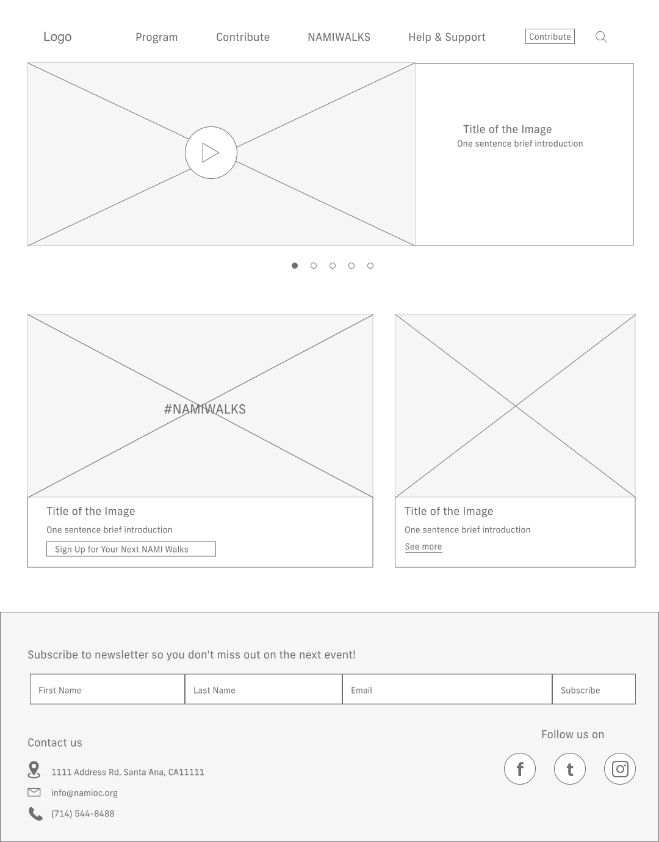 Logo
Program
Contribute
NAMIWALKS
Help & Support
Contribute
Title of the Image
One sentence brief introduction
#NAMIWALKS
Title of the Image
One sentence brief introduction
Sign Up for Your Next NAMI Walks
Title of the Image
One sentence brief introduction
See more
Subscribe to newsletter so you don't miss out on the next event!
First Name
Last Name
Email
Subscribe
Contact us
1111 Address Rd, Santa Ana, CA11111
info@namioc.org
(714) 544-8488
Follow us on
f
t